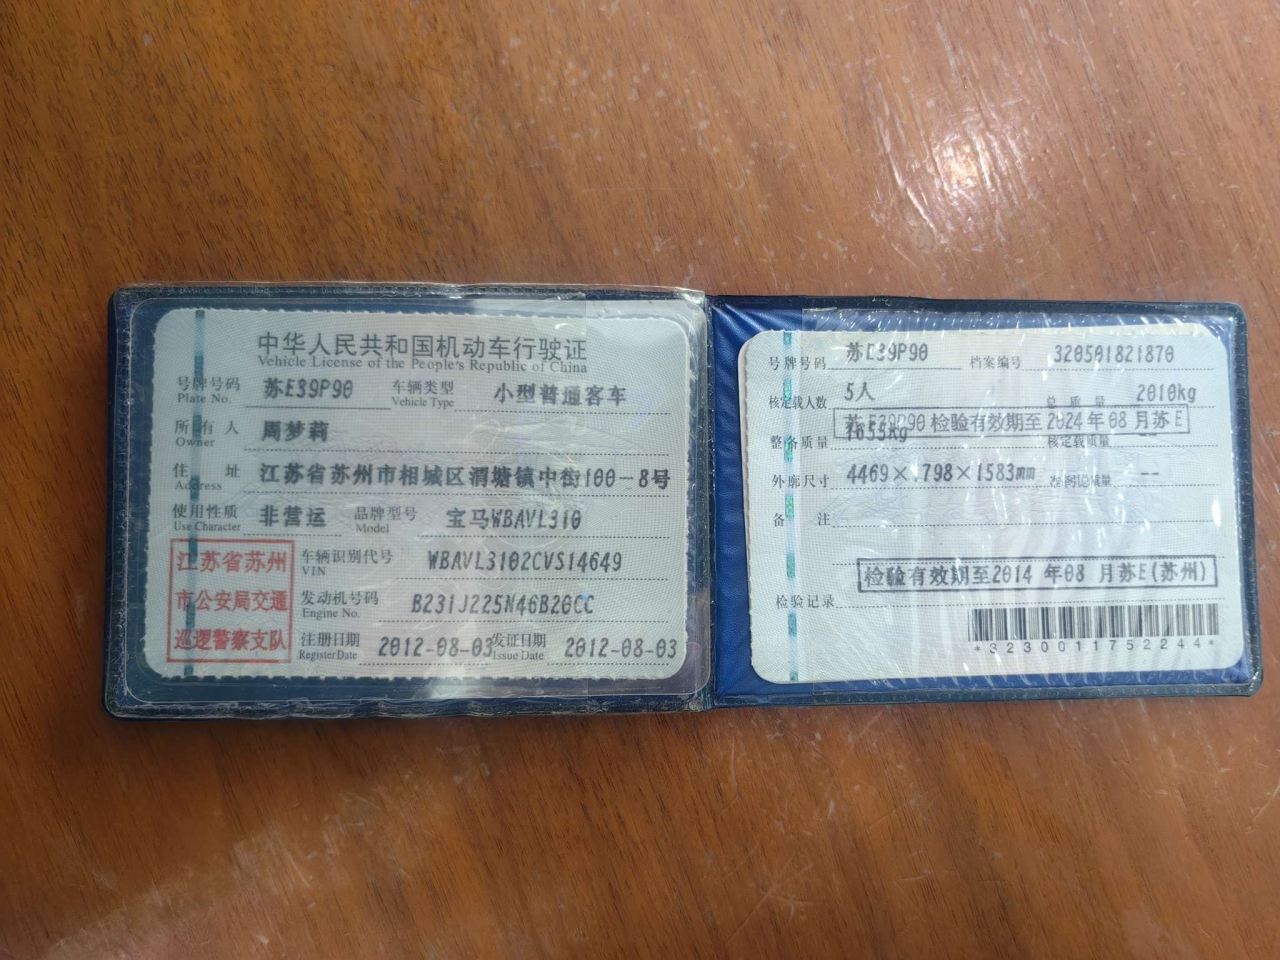 中华人民共和国机动车行驶证
Vehicle License of the People's Republic of China
号牌号码 苏E39P90 车辆类型 小型普通客车
Plate No. Vehicle Type
所有人 周梦莉
Owner
住址 江苏省苏州市相城区渭塘镇中街100-8号
Address
使用性质 非营运 品牌型号 宝马WBAVL310
Use Character Model
江苏省苏州
市公安局交通
巡逻警察支队
车辆识别代号 WBAVL3102CVS14649
VIN
发动机号码 B231J225N46B20CC
Engine No.
注册日期 2012-08-03 发证日期 2012-08-03
Register Date Issue Date
号牌号码 苏E39P90 档案编号 320501821870
核定载人数 5人 总质量 2010kg
苏E39P90 检验有效期至2024年08月苏E
整备质量 1655kg 核定载质量 --
外廓尺寸 4469× 798×1583mm 质量 --
备注
检验有效期至2014 年08 月苏E(苏州)
检验记录
*3230011752244*